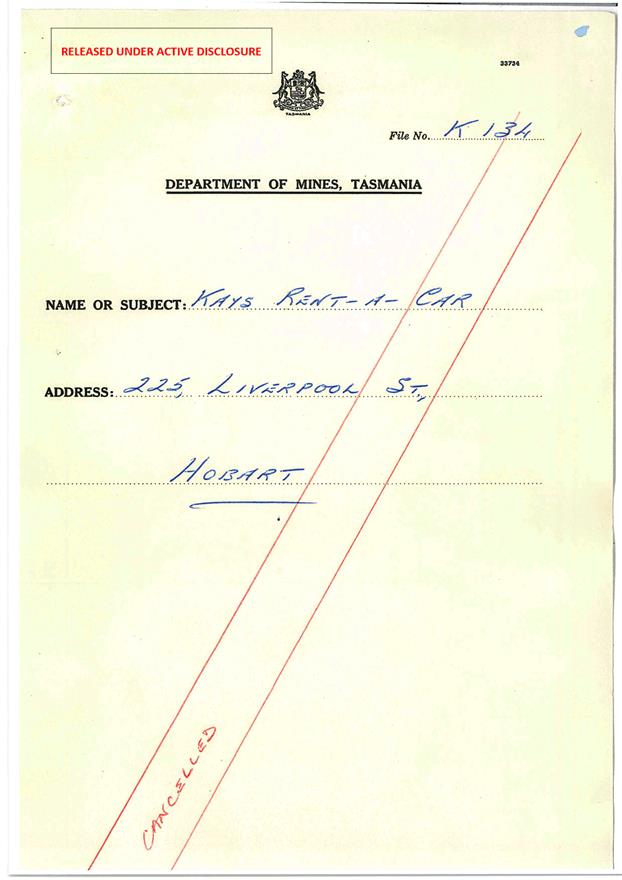 RELEASED UNDER ACTIVE DISCLOSURE
33734
TASMANIA
File No. K 134
DEPARTMENT OF MINES, TASMANIA
NAME OR SUBJECT: KAYS RENT-A-CAR
ADDRESS: 225, LIVERPOOL ST.,
HOBART
CANCELLED